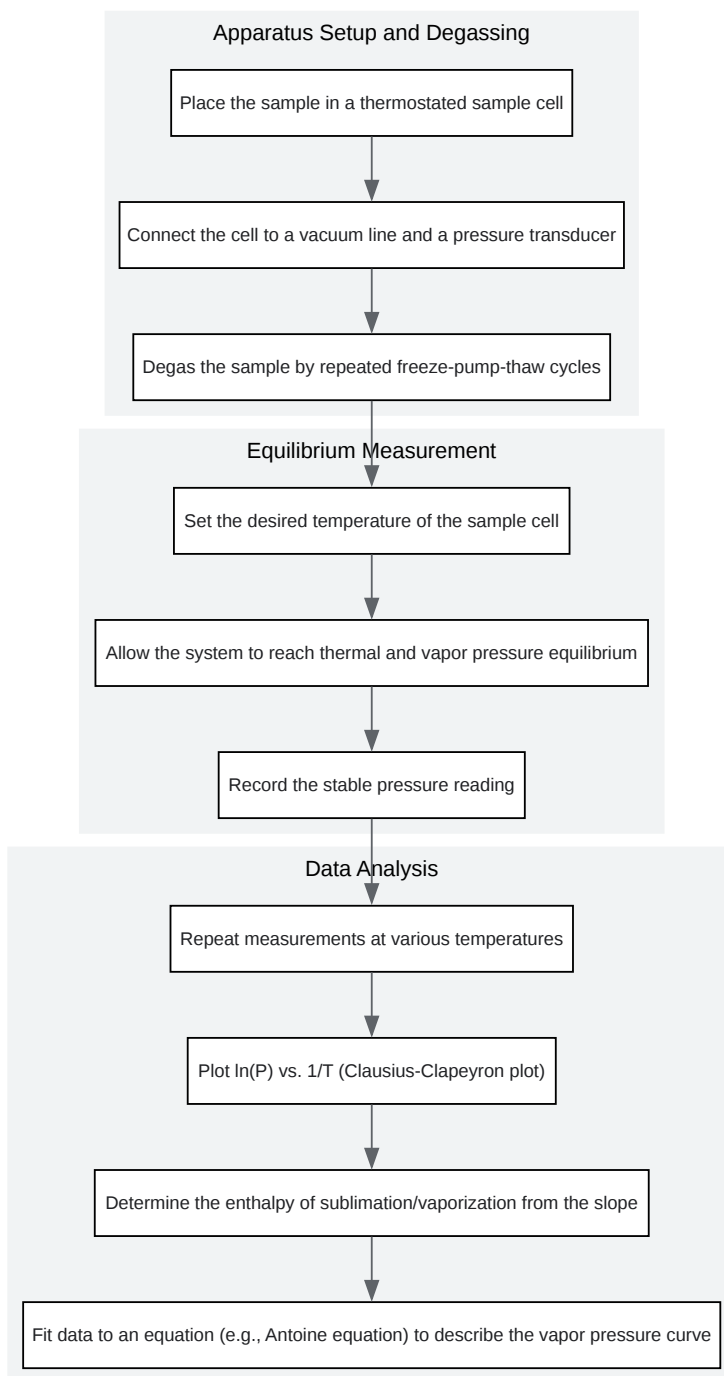 Apparatus Setup and Degassing
Place the sample in a thermostated sample cell
Connect the cell to a vacuum line and a pressure transducer
Degas the sample by repeated freeze-pump-thaw cycles
Equilibrium Measurement
Set the desired temperature of the sample cell
Allow the system to reach thermal and vapor pressure equilibrium
Record the stable pressure reading
Data Analysis
Repeat measurements at various temperatures
Plot ln(P) vs. 1/T (Clausius-Clapeyron plot)
Determine the enthalpy of sublimation/vaporization from the slope
Fit data to an equation (e.g., Antoine equation) to describe the vapor pressure curve